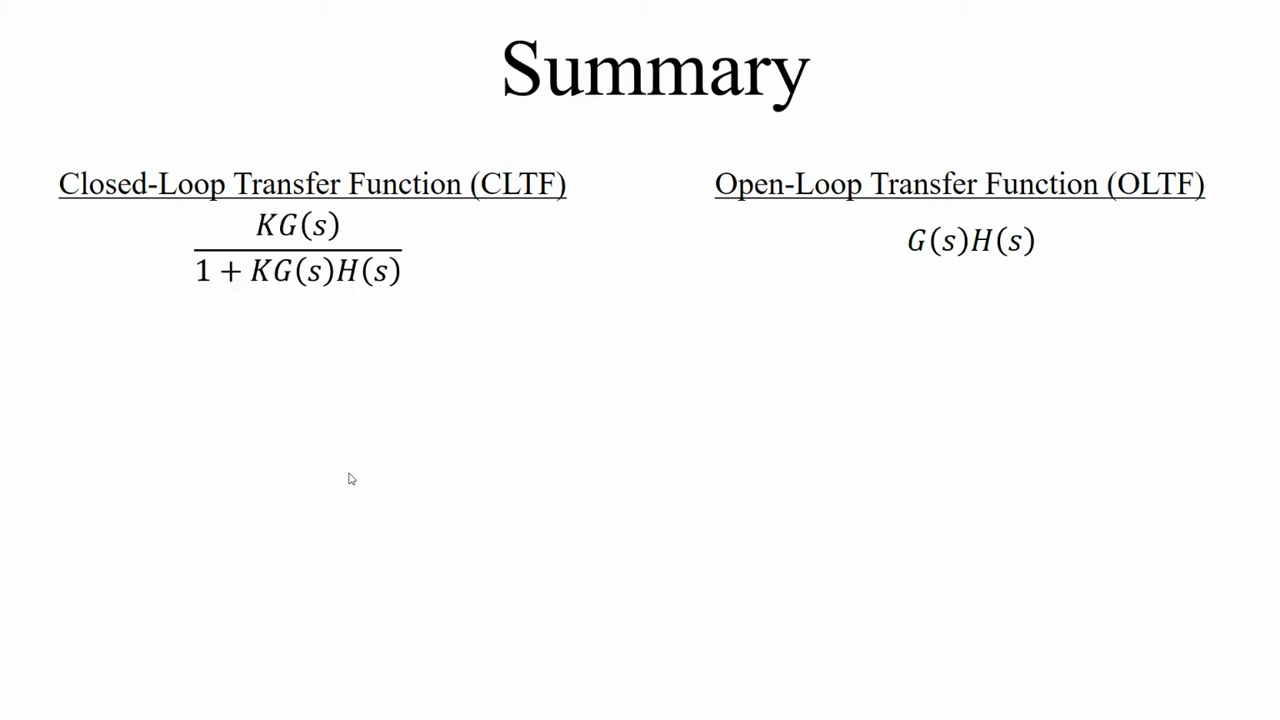 Summary
Closed-Loop Transfer Function (CLTF)
KG(s)
1 + KG(s)H(s)
Open-Loop Transfer Function (OLTF)
G(s)H(s)